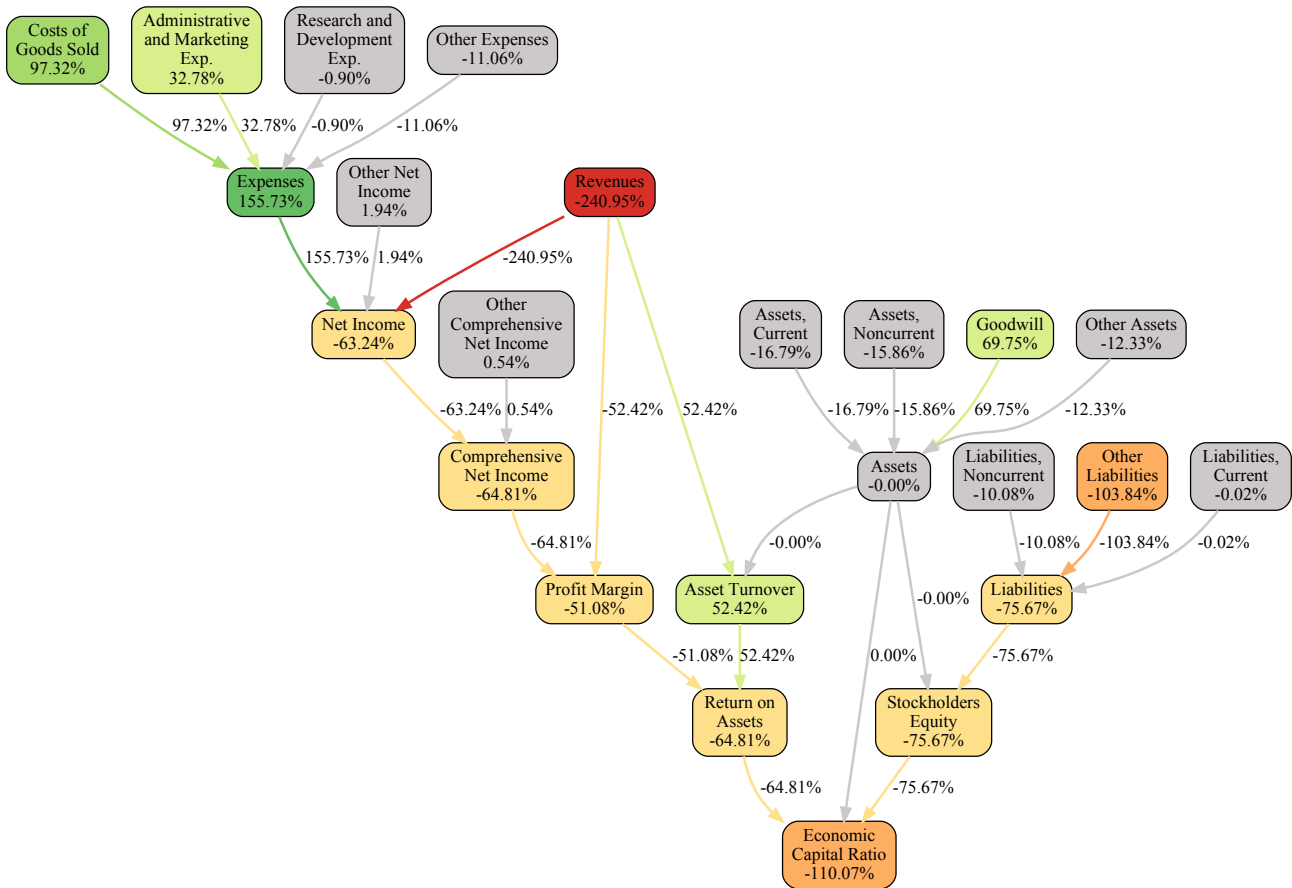 Costs of
Goods Sold
97.32%
Administrative
and Marketing
Exp.
32.78%
Research and
Development
Exp.
-0.90%
Other Expenses
-11.06%
97.32%
32.78%
-0.90%
-11.06%
Expenses
155.73%
Other Net
Income
1.94%
Revenues
-240.95%
155.73%
1.94%
-240.95%
Net Income
-63.24%
Other
Comprehensive
Net Income
0.54%
Assets,
Current
-16.79%
Assets,
Noncurrent
-15.86%
Goodwill
69.75%
Other Assets
-12.33%
-63.24%
0.54%
-52.42%
52.42%
-16.79%
-15.86%
69.75%
-12.33%
Comprehensive
Net Income
-64.81%
Assets
-0.00%
Liabilities,
Noncurrent
-10.08%
Other
Liabilities
-103.84%
Liabilities,
Current
-0.02%
-64.81%
-0.00%
-10.08%
-103.84%
-0.02%
Profit Margin
-51.08%
Asset Turnover
52.42%
-0.00%
Liabilities
-75.67%
-51.08%
52.42%
0.00%
-75.67%
Return on
Assets
-64.81%
Stockholders
Equity
-75.67%
-64.81%
-75.67%
Economic
Capital Ratio
-110.07%